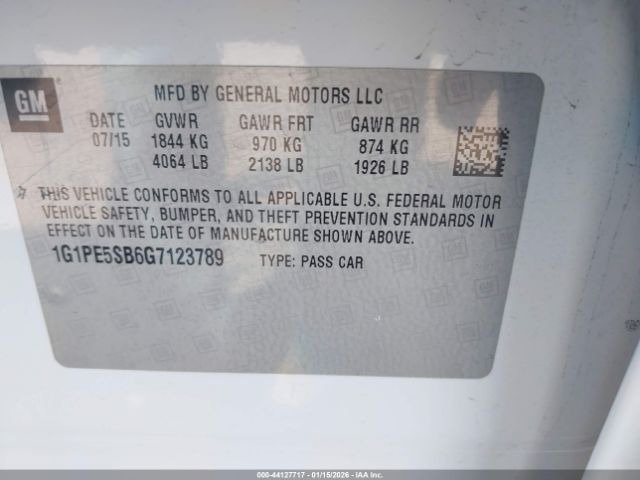 GM
MFD BY GENERAL MOTORS LLC
DATE GVWR GAWR FRT GAWR RR
07/15 1844 KG 970 KG 874 KG
4064 LB 2138 LB 1926 LB
THIS VEHICLE CONFORMS TO ALL APPLICABLE U.S. FEDERAL MOTOR
VEHICLE SAFETY, BUMPER, AND THEFT PREVENTION STANDARDS IN
EFFECT ON THE DATE OF MANUFACTURE SHOWN ABOVE.
1G1PE5SB6G7123789 TYPE: PASS CAR
000-44127717 - 01/15/2026 - IAA Inc.